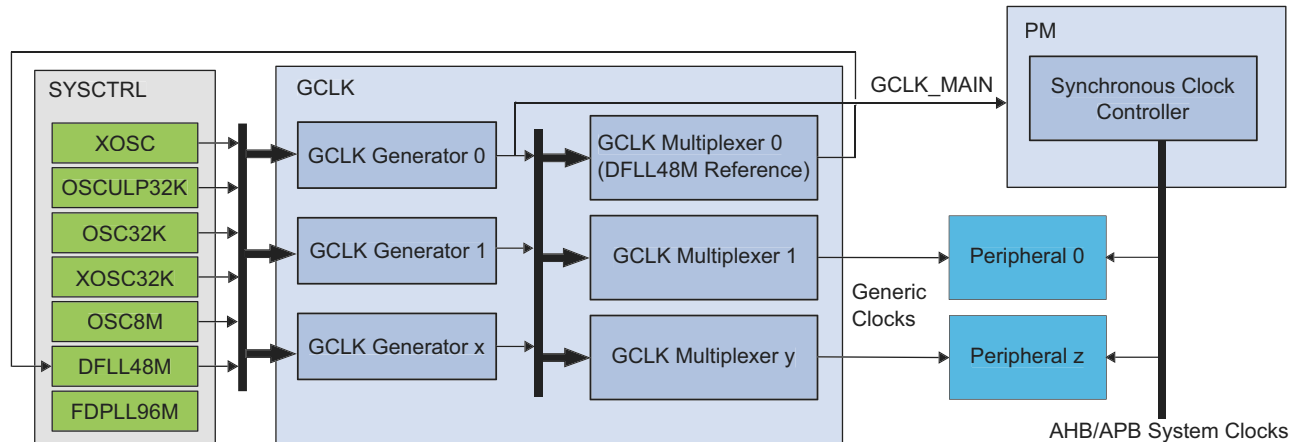 SYSCTRL
XOSC
OSCULP32K
OSC32K
XOSC32K
OSC8M
DFLL48M
FDPLL96M
GCLK
GCLK Generator 0
GCLK Generator 1
GCLK Generator x
GCLK Multiplexer 0
(DFLL48M Reference)
GCLK Multiplexer 1
GCLK Multiplexer y
GCLK_MAIN
Generic
Clocks
PM
Synchronous Clock
Controller
Peripheral 0
Peripheral z
AHB/APB System Clocks